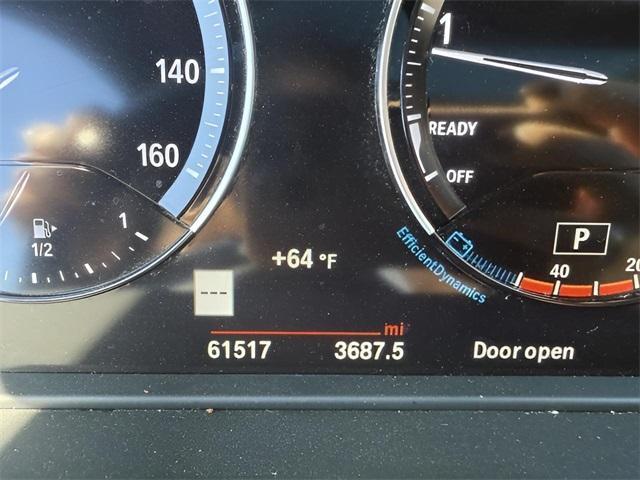 140
160
1/2
1
1
READY
OFF
EfficientDynamics
P
40
20
+64 °F
---
mi
61517 3687.5 Door open